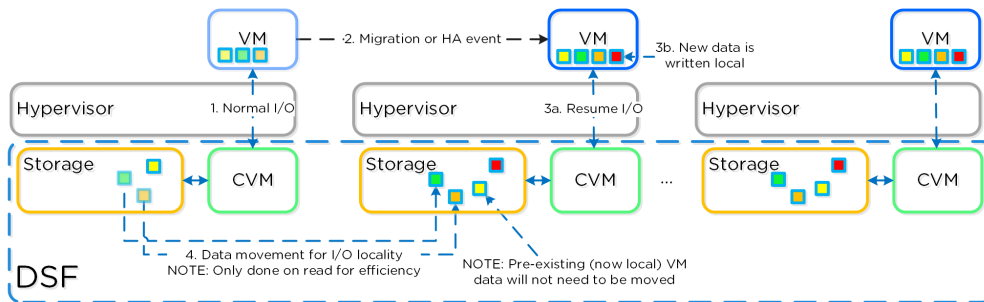 VM
2. Migration or HA event
VM
3b. New data is
written local
VM
Hypervisor
1. Normal I/O
Hypervisor
3a. Resume I/O
Hypervisor
Storage
CVM
Storage
CVM
...
Storage
CVM
4. Data movement for I/O locality
NOTE: Only done on read for efficiency
NOTE: Pre-existing (now local) VM
data will not need to be moved
DSF